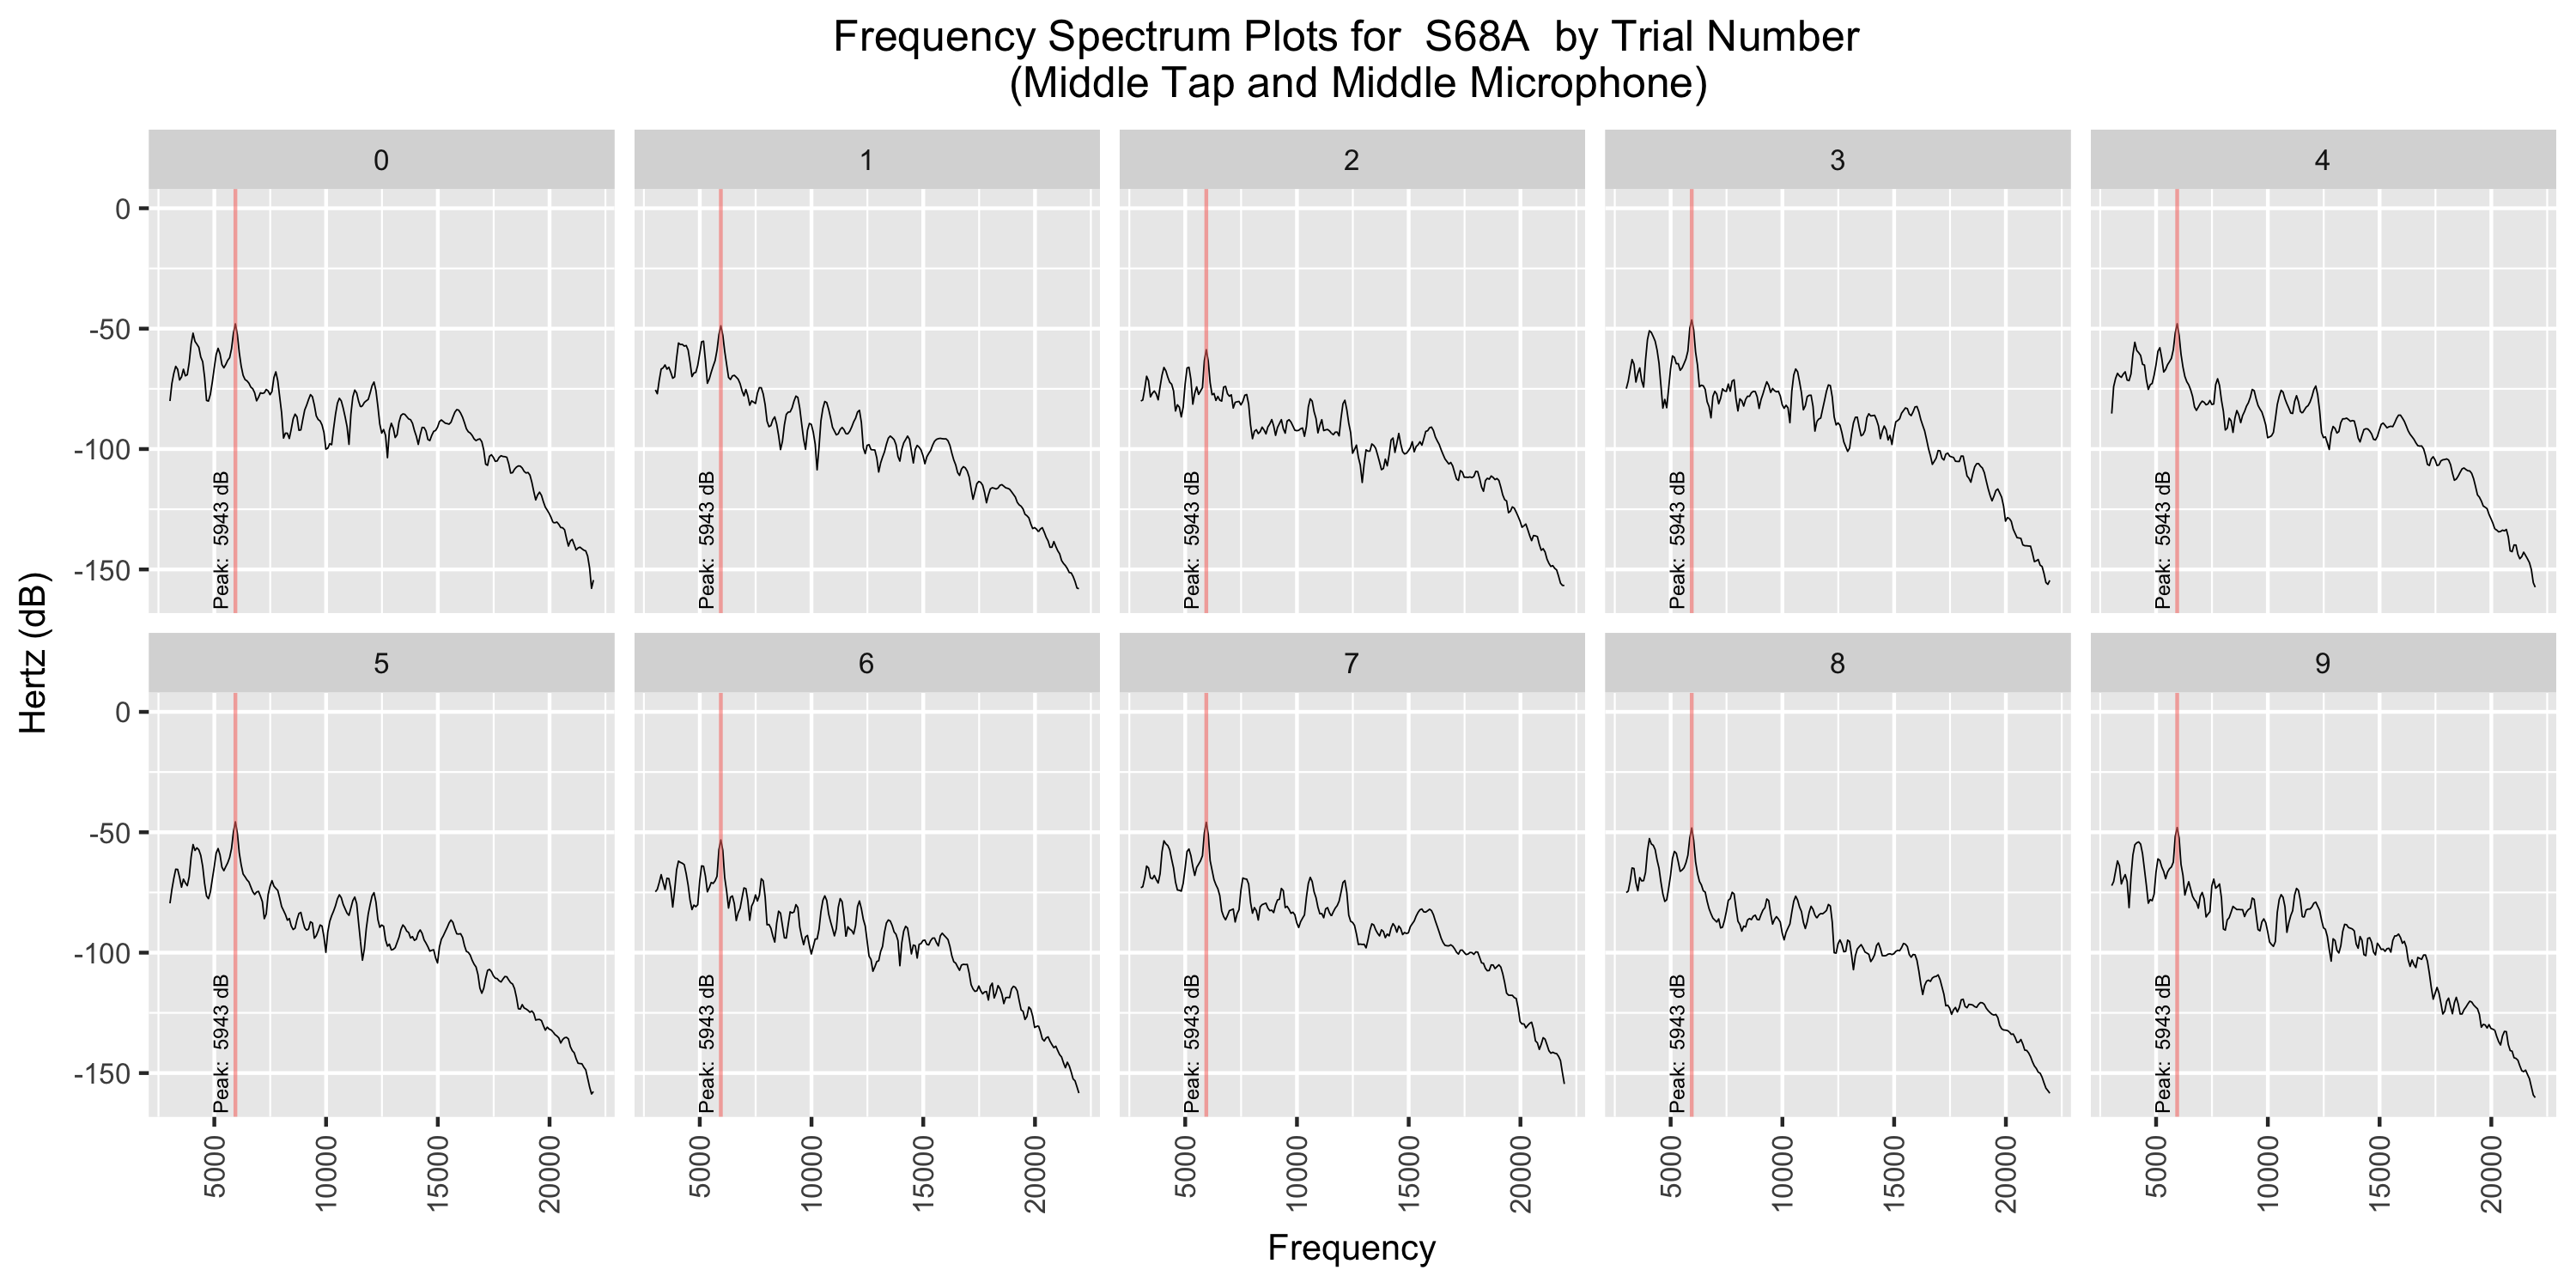 Frequency Spectrum Plots for  S68A  by Trial Number
(Middle Tap and Middle Microphone)
0 1 2 3 4
0
-50
-100
-150
Peak:  5943 dB
Peak:  5943 dB
Peak:  5943 dB
Peak:  5943 dB
Peak:  5943 dB
Hertz (dB)
5 6 7 8 9
0
-50
-100
-150
Peak:  5943 dB
Peak:  5943 dB
Peak:  5943 dB
Peak:  5943 dB
Peak:  5943 dB
5000 10000 15000 20000 5000 10000 15000 20000 5000 10000 15000 20000 5000 10000 15000 20000 5000 10000 15000 20000
Frequency